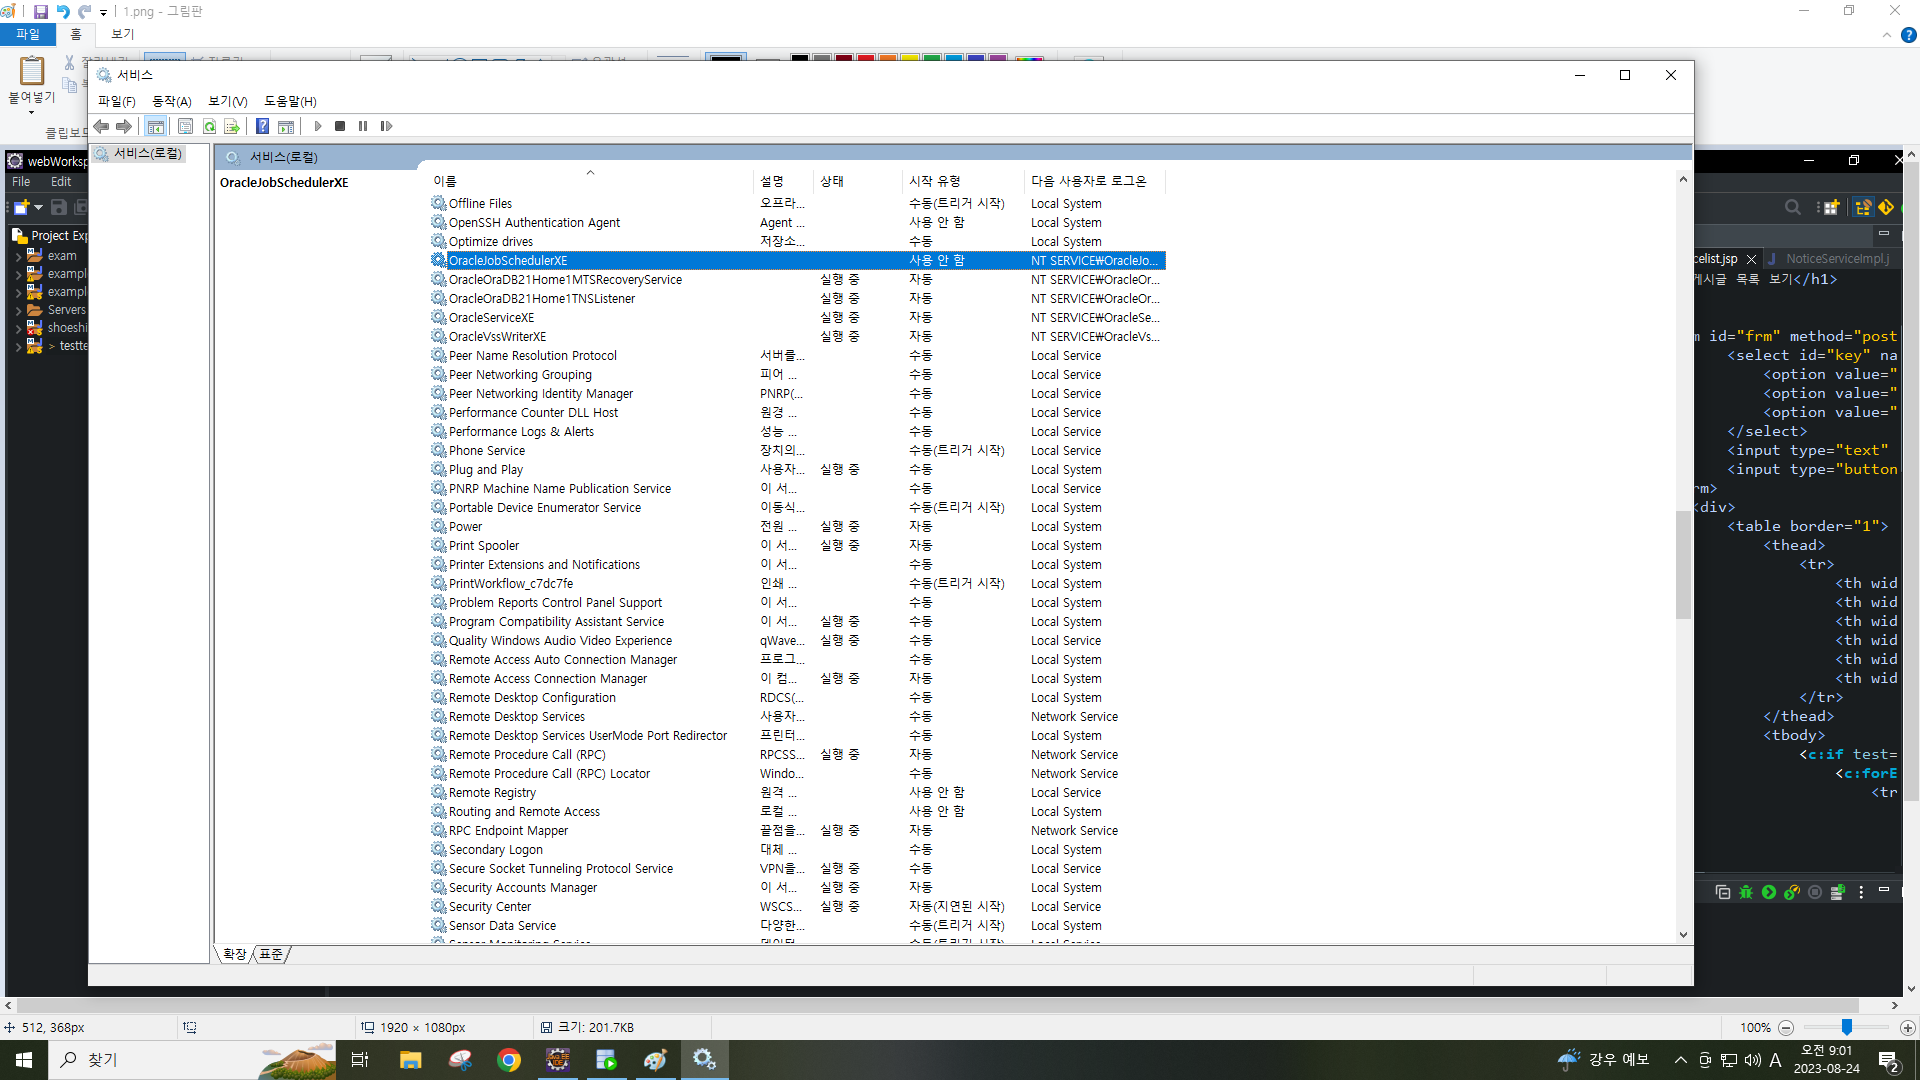 1.png - 그림판
파일 홈 보기
붙여넣기
서비스
파일(F) 동작(A) 보기(V) 도움말(H)
서비스(로컬)
서비스(로컬)
OracleJobSchedulerXE
이름 설명 상태 시작 유형 다음 사용자로 로그온
Offline Files 오프라... 수동(트리거 시작) Local System
OpenSSH Authentication Agent Agent ... 사용 안 함 Local System
Optimize drives 저장소... 수동 Local System
OracleJobSchedulerXE 사용 안 함 NT SERVICE₩OracleJo...
OracleOraDB21Home1MTSRecoveryService 실행 중 자동 NT SERVICE₩OracleOr...
OracleOraDB21Home1TNSListener 실행 중 자동 NT SERVICE₩OracleOr...
OracleServiceXE 실행 중 자동 NT SERVICE₩OracleSe...
OracleVssWriterXE 실행 중 자동 NT SERVICE₩OracleVs...
Peer Name Resolution Protocol 서버를... 수동 Local Service
Peer Networking Grouping 피어 ... 수동 Local Service
Peer Networking Identity Manager PNRP(... 수동 Local Service
Performance Counter DLL Host 원경 ... 수동 Local Service
Performance Logs & Alerts 성능 ... 수동 Local Service
Phone Service 장치의... 수동(트리거 시작) Local Service
Plug and Play 사용자... 실행 중 수동 Local System
PNRP Machine Name Publication Service 이 서... 수동 Local Service
Portable Device Enumerator Service 이동식... 수동(트리거 시작) Local System
Power 전원 ... 실행 중 자동 Local System
Print Spooler 이 서... 실행 중 자동 Local System
Printer Extensions and Notifications 이 서... 수동 Local System
PrintWorkflow_c7dc7fe 인쇄 ... 수동(트리거 시작) Local System
Problem Reports Control Panel Support 이 서... 수동 Local System
Program Compatibility Assistant Service 이 서... 실행 중 수동 Local System
Quality Windows Audio Video Experience qWave... 실행 중 수동 Local Service
Remote Access Auto Connection Manager 프로그... 수동 Local System
Remote Access Connection Manager 이 컴... 실행 중 자동 Local System
Remote Desktop Configuration RDCS(... 수동 Local System
Remote Desktop Services 사용자... 수동 Network Service
Remote Desktop Services UserMode Port Redirector 프린터... 수동 Local System
Remote Procedure Call (RPC) RPCSS... 실행 중 자동 Network Service
Remote Procedure Call (RPC) Locator Windo... 수동 Network Service
Remote Registry 원격 ... 사용 안 함 Local Service
Routing and Remote Access 로컬 ... 사용 안 함 Local System
RPC Endpoint Mapper 끝점을... 실행 중 자동 Network Service
Secondary Logon 대체 ... 수동 Local System
Secure Socket Tunneling Protocol Service VPN을... 실행 중 수동 Local Service
Security Accounts Manager 이 서... 실행 중 자동 Local System
Security Center WSCS... 실행 중 자동(지연된 시작) Local Service
Sensor Data Service 다양한... 수동(트리거 시작) Local System
확장 표준
webWorksp
File Edit
Project Exp
exam
example
example
Servers
shoeshi
> testte
celist.jsp NoticeServiceImpl.j
게시글 목록 보기</h1>
m id="frm" method="post
<select id="key" na
<option value="
<option value="
<option value="
</select>
<input type="text"
<input type="button
rm>
<div>
<table border="1">
<thead>
<tr>
<th wid
<th wid
<th wid
<th wid
<th wid
<th wid
</tr>
</thead>
<tbody>
<c:if test=
<c:forE
<tr
512, 368px 1920 × 1080px 크기: 201.7KB 100%
찾기 강우 예보 A 오전 9:01
2023-08-24 2